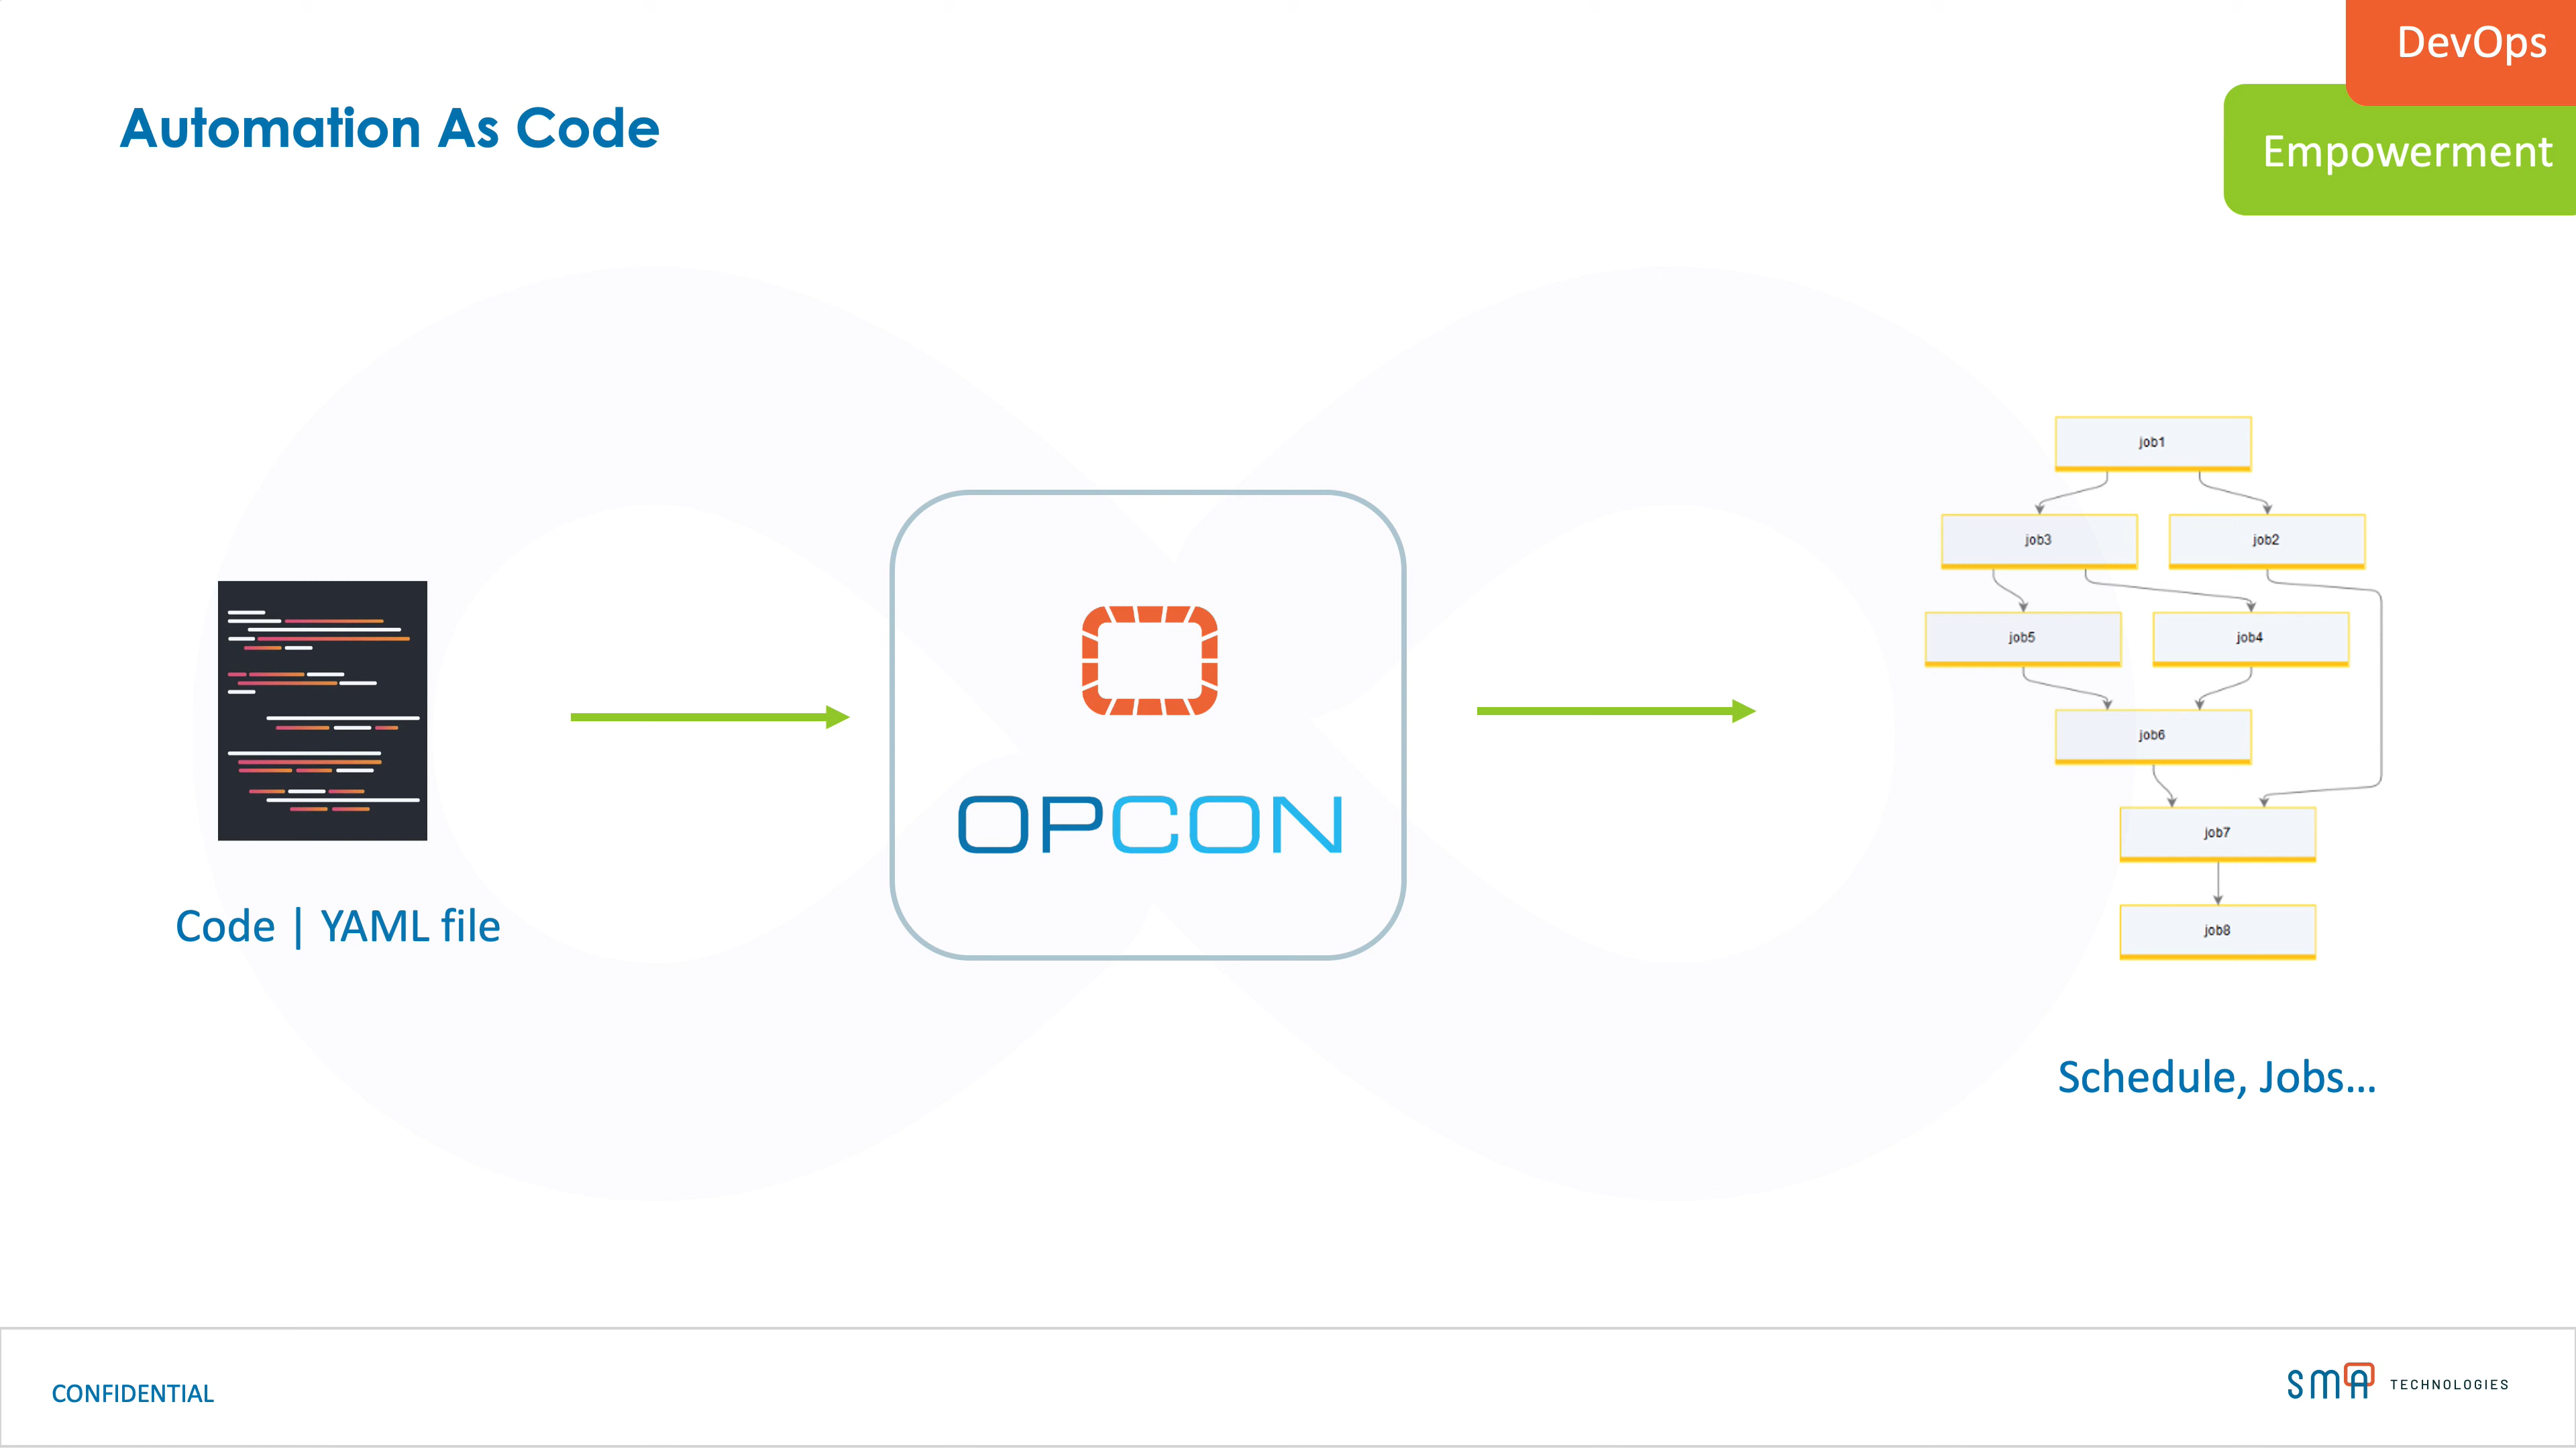 DevOps
Automation As Code
Empowerment
job1
job3
job2
job5
job4
job6
job7
job8
OPCON
Code | YAML file
Schedule, Jobs...
CONFIDENTIAL
SMA TECHNOLOGIES